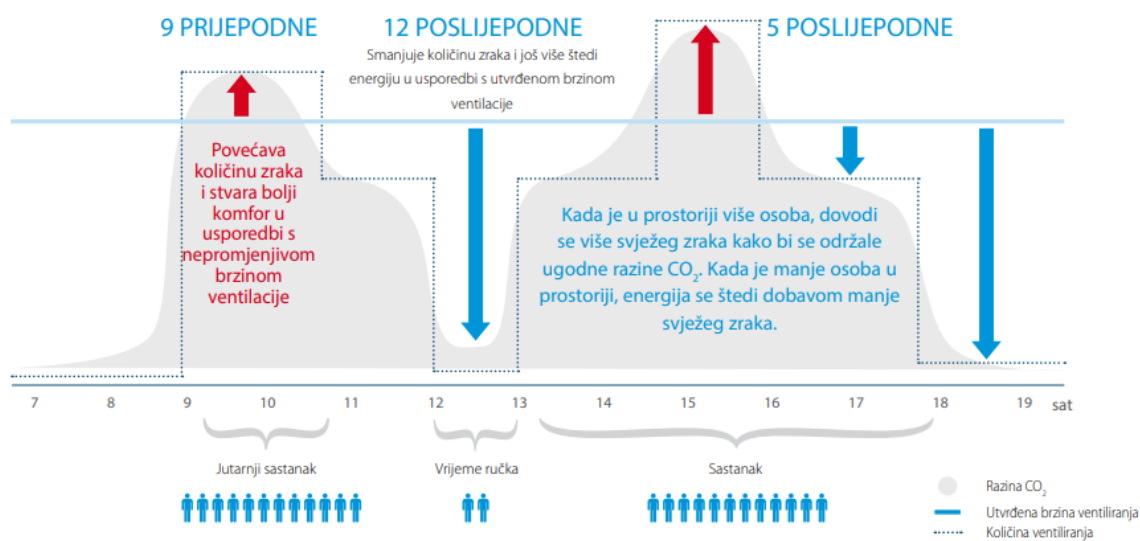 9 PRIJEPODNE
12 POSLIJEPODNE
Smanjuje količinu zraka i još više štedi
energiju u usporedbi s utvrđenom brzinom
ventilacije
5 POSLIJEPODNE
Povećava
količinu zraka
i stvara bolji
komfor u
usporedbi s
nepromjenjivom
brzinom
ventilacije
Kada je u prostoriji više osoba, dovodi
se više svježeg zraka kako bi se održale
ugodne razine CO₂. Kada je manje osoba u
prostoriji, energija se štedi dobavom manje
svježeg zraka.
7 8 9 10 11 12 13 14 15 16 17 18 19 sat
Jutarnji sastanak
Vrijeme ručka
Sastanak
Razina CO₂
Utvrđena brzina ventiliranja
Količina ventiliranja